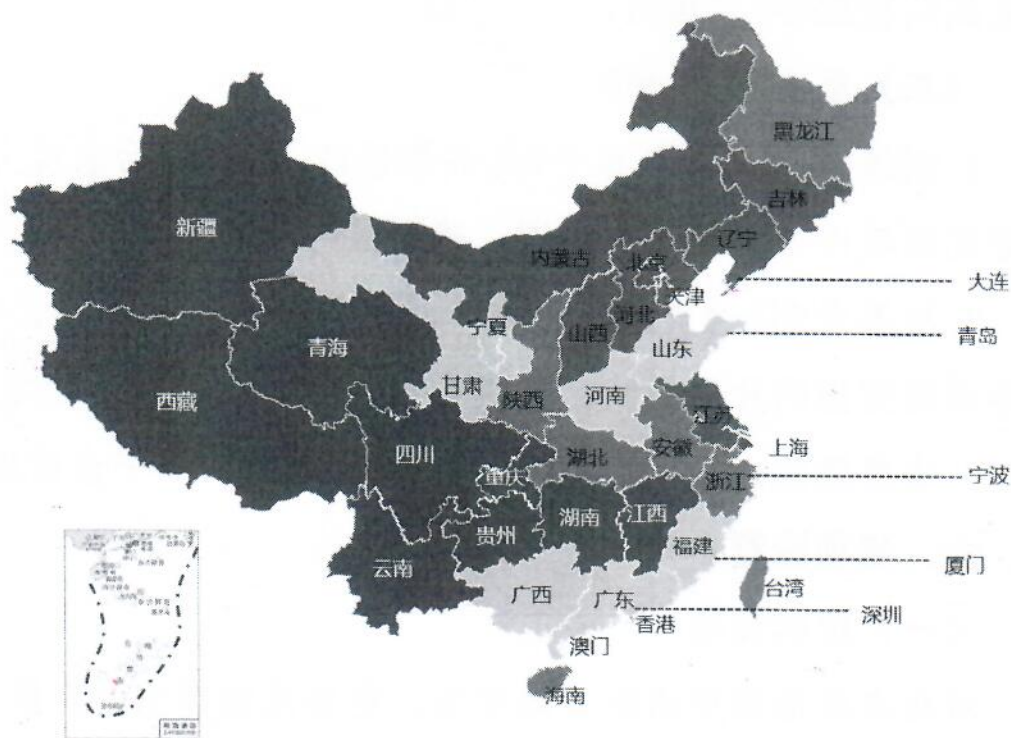 黑龙江
吉林
新疆
辽宁
内蒙古
北京
大连
天津
河北
宁夏
山西
青岛
山东
青海
甘肃
陕西
河南
西藏
江苏
四川
安徽
上海
湖北
重庆
浙江
宁波
湖南
江西
贵州
福建
云南
厦门
台湾
广西
广东
深圳
香港
澳门
海南